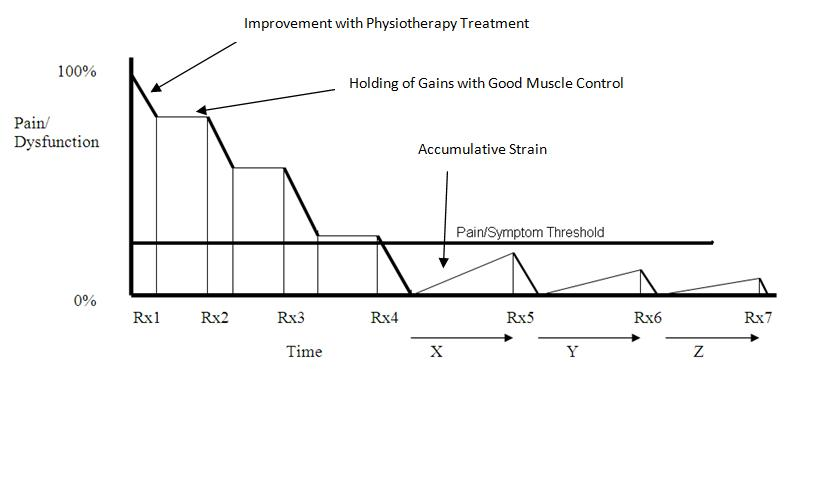 Improvement with Physiotherapy Treatment
100%
Holding of Gains with Good Muscle Control
Pain/
Dysfunction
Accumulative Strain
Pain/Symptom Threshold
0%
Rx1 Rx2 Rx3 Rx4 Rx5 Rx6 Rx7
Time X Y Z